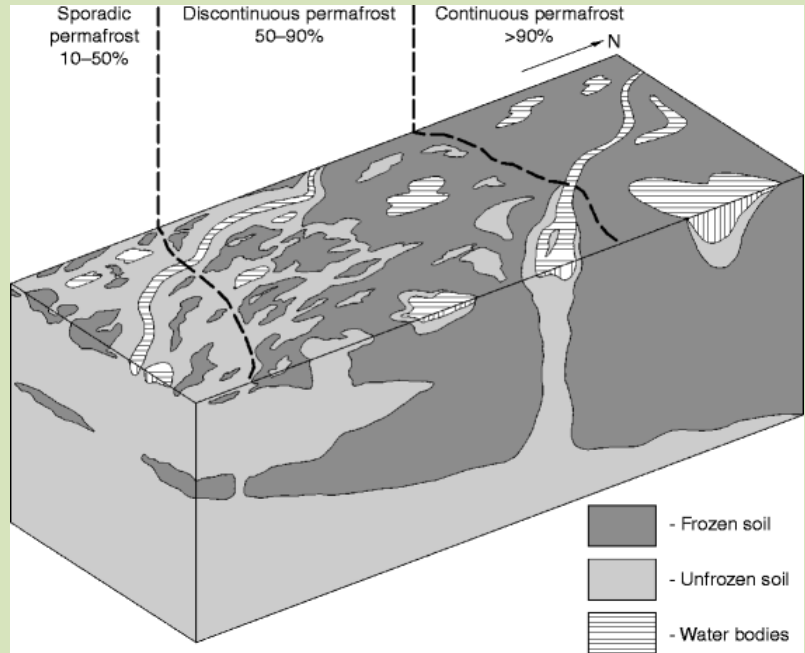 Sporadic
permafrost
10–50%
Discontinuous permafrost
50–90%
Continuous permafrost
>90%
N
- Frozen soil
- Unfrozen soil
- Water bodies